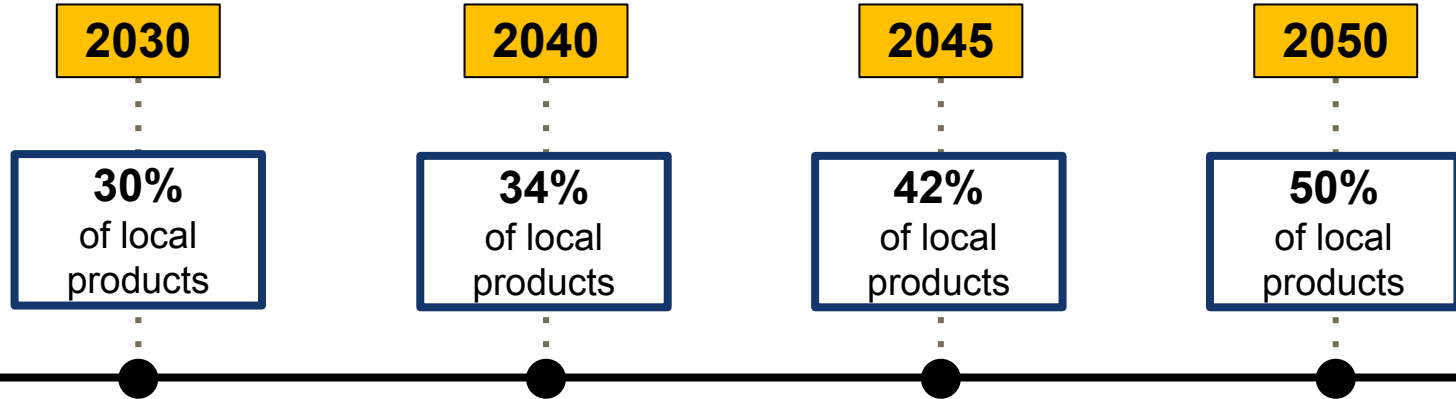 2030
30%
of local
products
2040
34%
of local
products
2045
42%
of local
products
2050
50%
of local
products